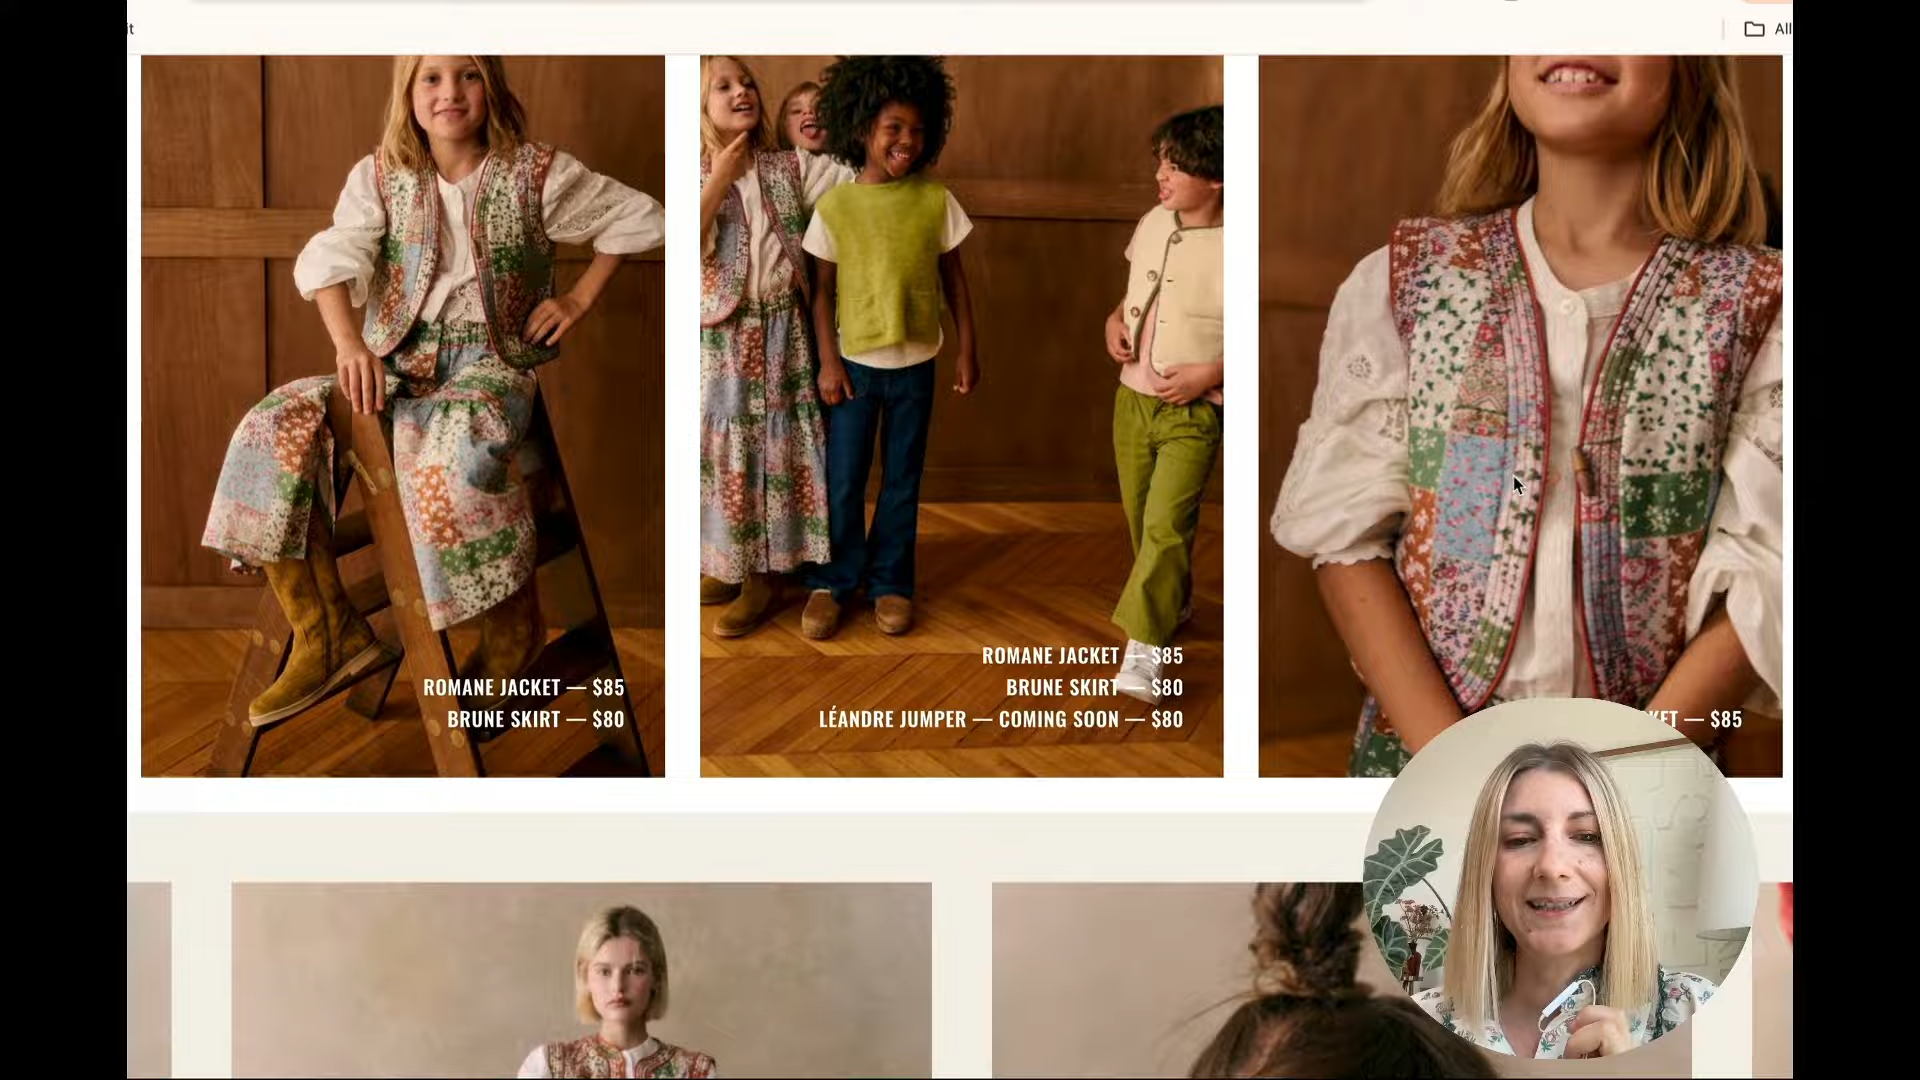 it
All
ROMANE JACKET — $85
BRUNE SKIRT — $80
ROMANE JACKET — $85
BRUNE SKIRT — $80
LÉANDRE JUMPER — COMING SOON — $80
— $85